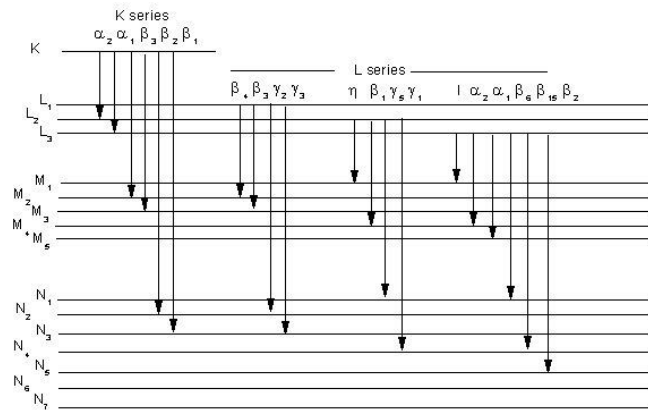 K series
α₂ α₁ β₃ β₂ β₁
K
L series
β₄ β₃ γ₂ γ₃
η β₁ γ₅ γ₁
l α₂ α₁ β₆ β₁₅ β₂
L₁
L₂
L₃
M₁
M₂ M₃
M₄ M₅
N₁
N₂
N₃
N₄
N₅
N₆
N₇